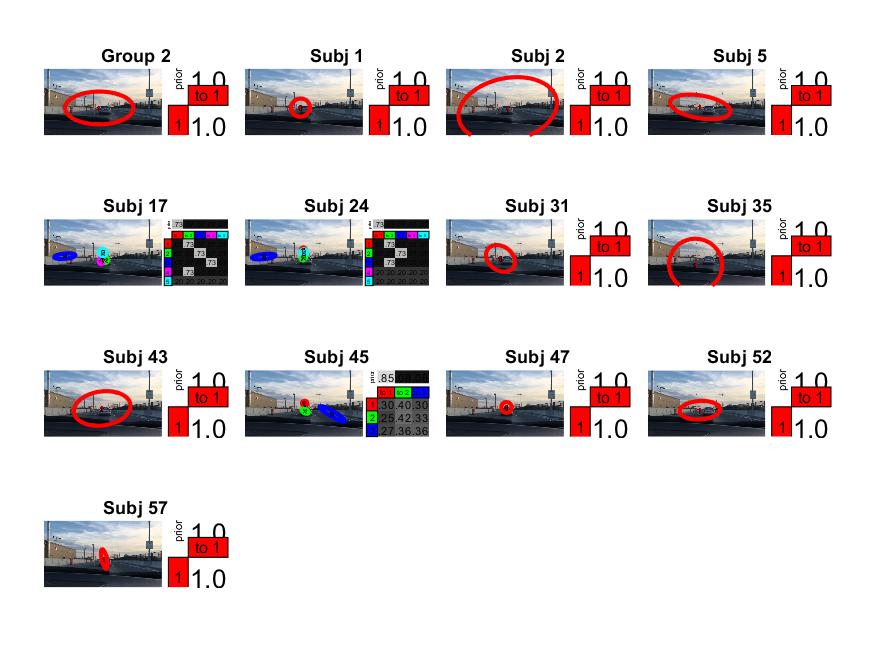 Group 2
prior 1.0
to 1
1 1.0
Subj 1
prior 1.0
to 1
1 1.0
Subj 2
prior 1.0
to 1
1 1.0
Subj 5
prior 1.0
to 1
1 1.0
Subj 17
.73
.73
.73
.73
.73
.20 .20 .20 .20 .20
Subj 24
.73
.73
.73
.73
.73
.20 .20 .20 .20 .20
Subj 31
prior 1.0
to 1
1 1.0
Subj 35
prior 1.0
to 1
1 1.0
Subj 43
prior 1.0
to 1
1 1.0
Subj 45
prior .85
to 1 to 2
1 .30 .40 .30
2 .25 .42 .33
.27 .36 .36
Subj 47
prior 1.0
to 1
1 1.0
Subj 52
prior 1.0
to 1
1 1.0
Subj 57
prior 1.0
to 1
1 1.0